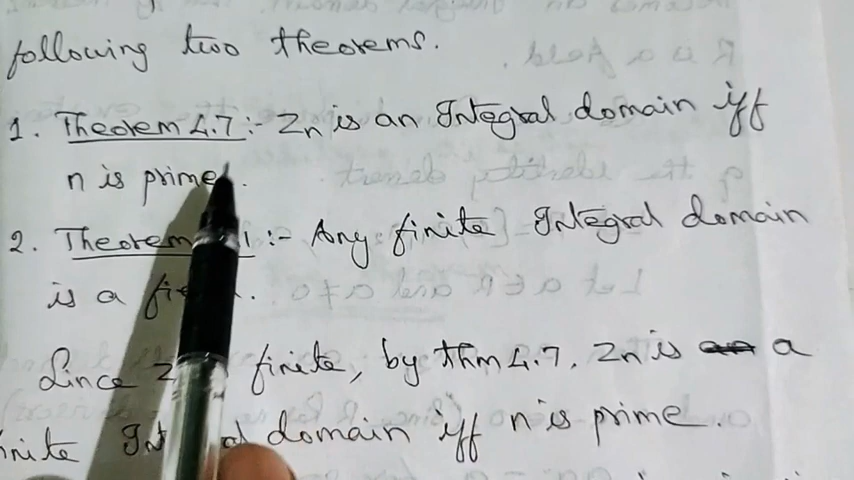 following two theorems.
1. Theorem 4.7 :- Zn is an Integral domain iff
n is prime.
2. Theorem 1 :- Any finite Integral domain
is a
Since finite, by thm 4.7, Zn is a
domain iff n is prime.